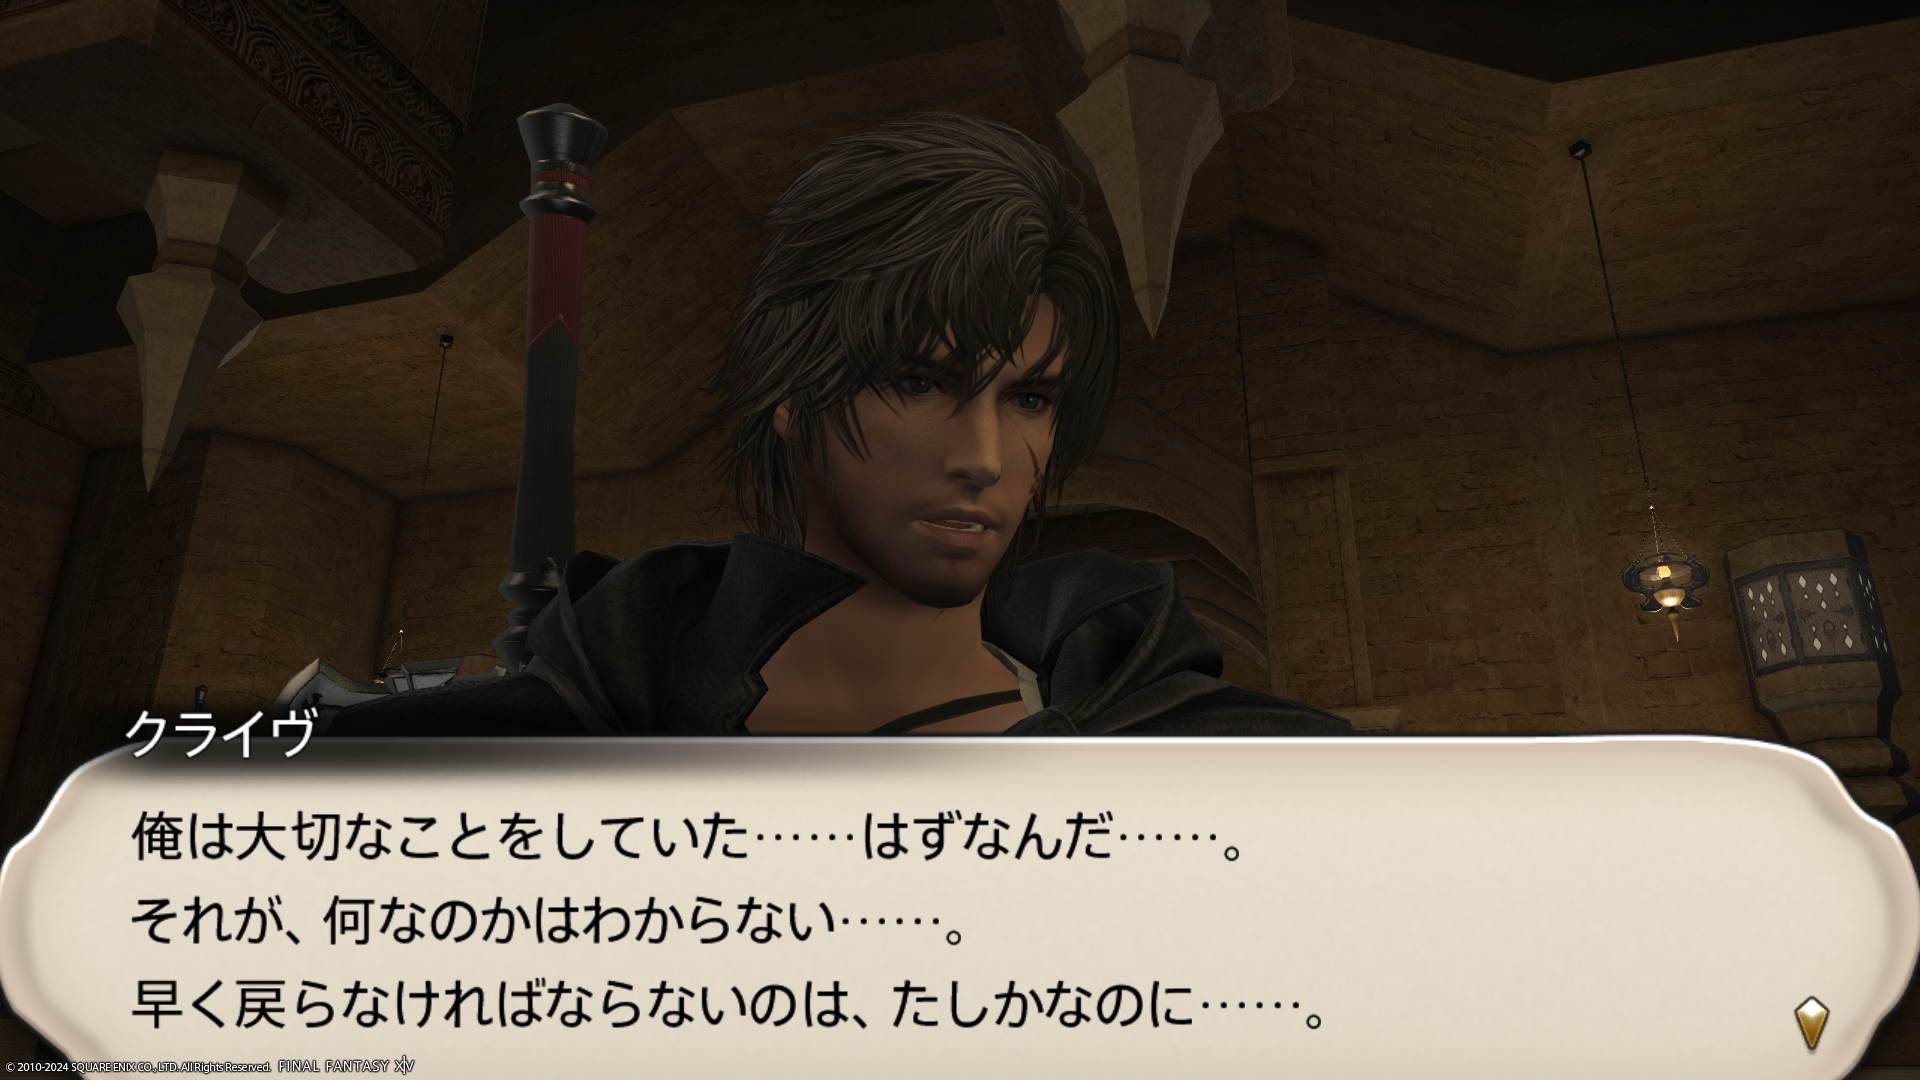 クライヴ
俺は大切なことをしていた……はずなんだ……。
それが、何なのかはわからない……。
早く戻らなければならないのは、たしかなのに……。
© 2010-2024 SQUARE ENIX CO., LTD. All Rights Reserved. FINAL FANTASY XIV